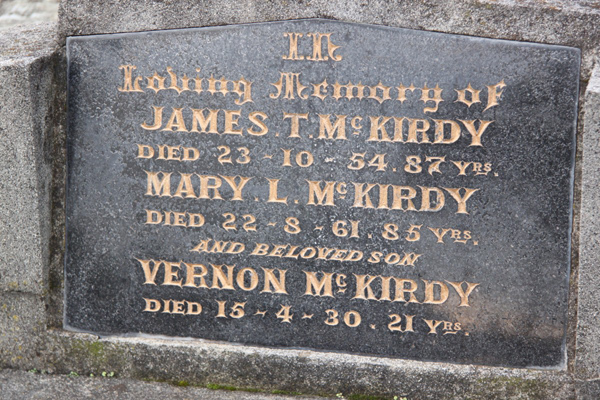 In
Loving Memory of
JAMES T. McKIRDY
DIED 23-10-54. 87 YRS.
MARY. L. McKIRDY
DIED 22-8-61. 85 YRS.
AND BELOVED SON
VERNON McKIRDY
DIED 15-4-30. 21 YRS.